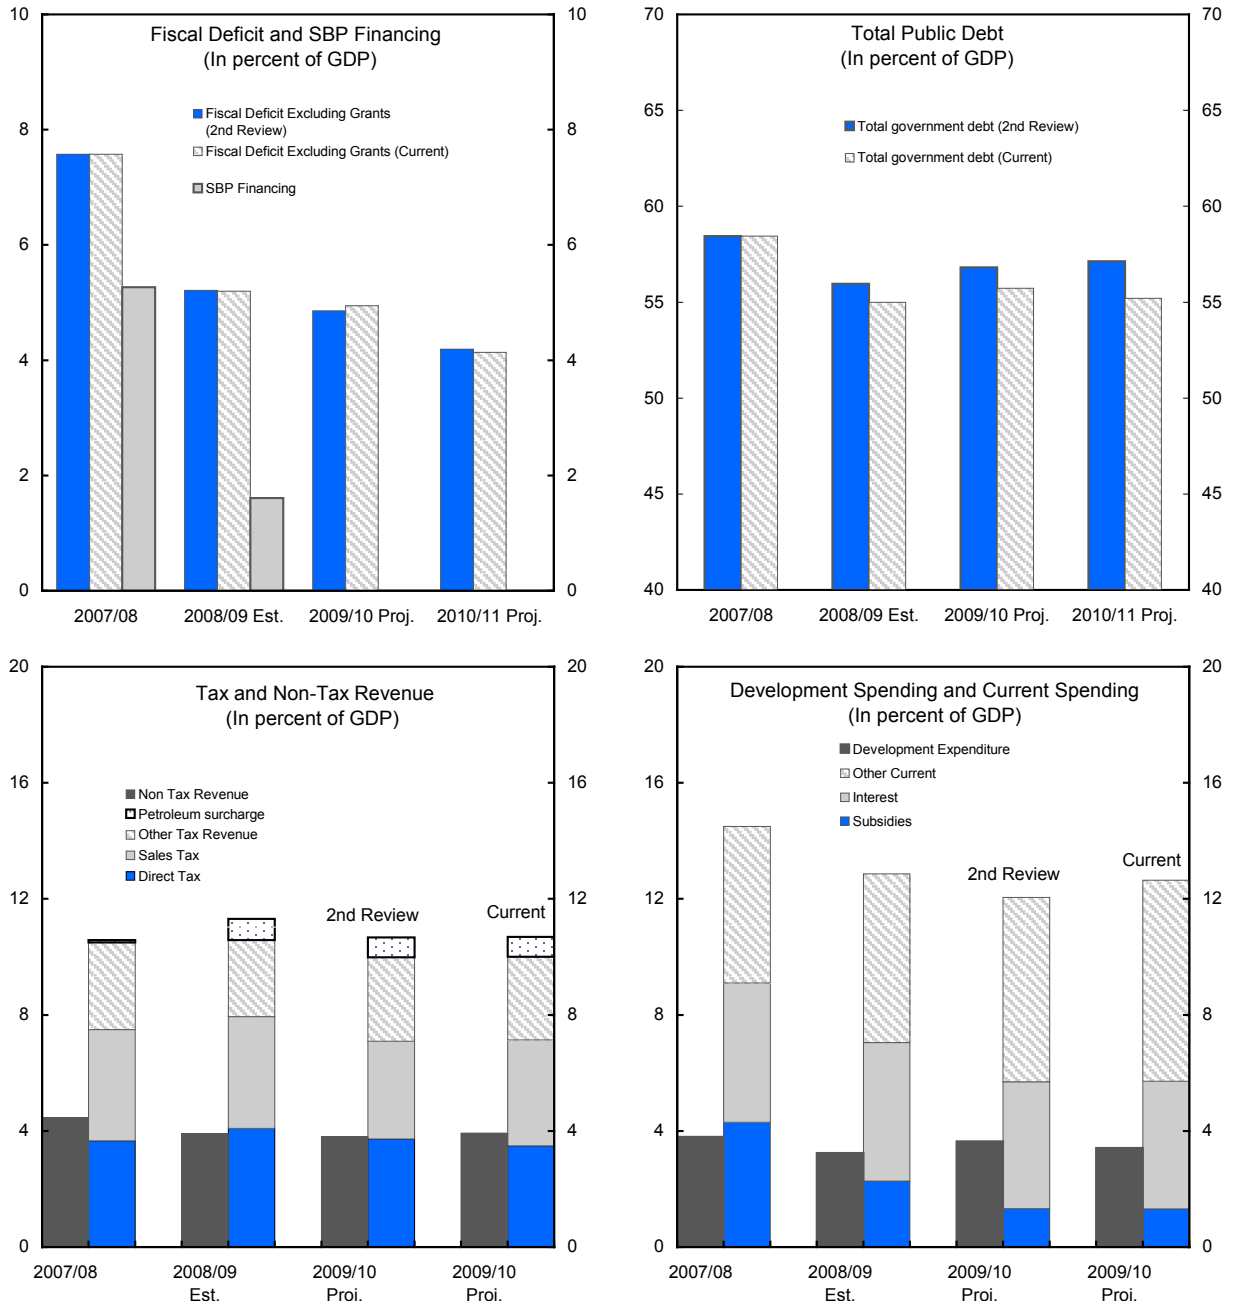 Fiscal Deficit and SBP Financing
(In percent of GDP)
10
8
6
4
2
0
10
8
6
4
2
0
Fiscal Deficit Excluding Grants
(2nd Review)
Fiscal Deficit Excluding Grants (Current)
SBP Financing
2007/08
2008/09 Est.
2009/10 Proj.
2010/11 Proj.
Total Public Debt
(In percent of GDP)
70
65
60
55
50
45
40
70
65
60
55
50
45
40
Total government debt (2nd Review)
Total government debt (Current)
2007/08
2008/09 Est.
2009/10 Proj.
2010/11 Proj.
Tax and Non-Tax Revenue
(In percent of GDP)
20
16
12
8
4
0
20
16
12
8
4
0
Non Tax Revenue
Petroleum surcharge
Other Tax Revenue
Sales Tax
Direct Tax
2nd Review
Current
2007/08
2008/09
Est.
2009/10
Proj.
2009/10
Proj.
Development Spending and Current Spending
(In percent of GDP)
20
16
12
8
4
0
20
16
12
8
4
0
Development Expenditure
Other Current
Interest
Subsidies
2nd Review
Current
2007/08
2008/09
Est.
2009/10
Proj.
2009/10
Proj.